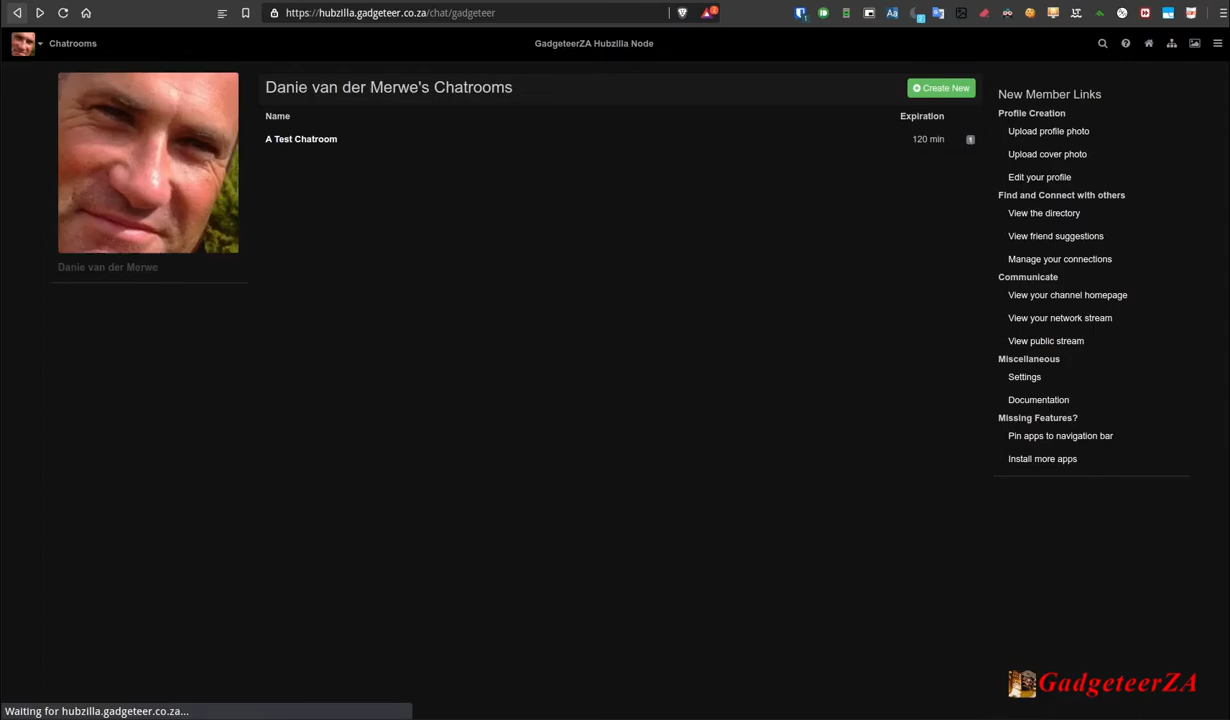 https://hubzilla.gadgeteer.co.za/chat/gadgeteer
Chatrooms
GadgeteerZA Hubzilla Node
Danie van der Merwe
Danie van der Merwe's Chatrooms
Create New
Name
Expiration
A Test Chatroom
120 min
1
New Member Links
Profile Creation
Upload profile photo
Upload cover photo
Edit your profile
Find and Connect with others
View the directory
View friend suggestions
Manage your connections
Communicate
View your channel homepage
View your network stream
View public stream
Miscellaneous
Settings
Documentation
Missing Features?
Pin apps to navigation bar
Install more apps
GadgeteerZA
Waiting for hubzilla.gadgeteer.co.za...